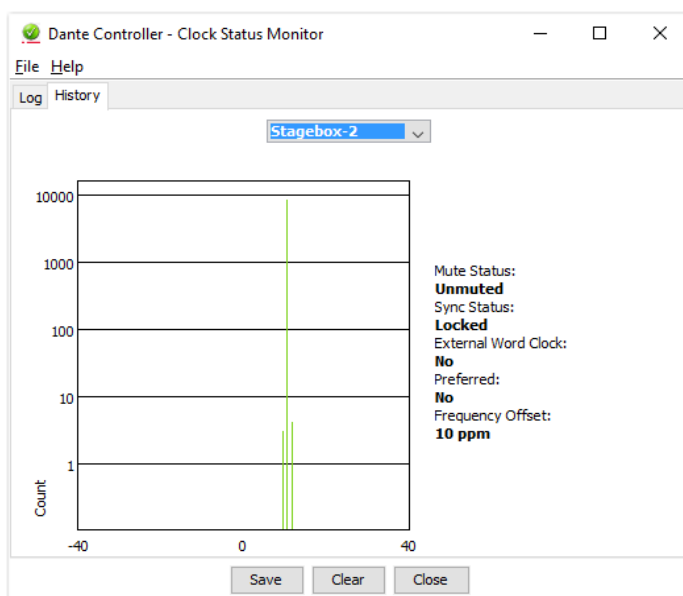 Dante Controller - Clock Status Monitor
File Help
Log History
Stagebox-2
10000
1000
100
10
1
Count
-40 0 40
Mute Status:
Unmuted
Sync Status:
Locked
External Word Clock:
No
Preferred:
No
Frequency Offset:
10 ppm
Save Clear Close